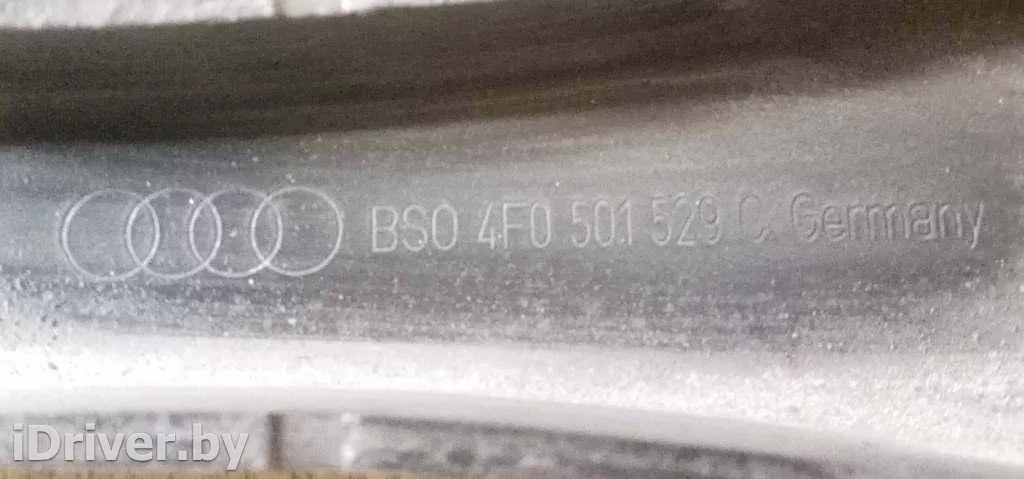 BSO 4F0 501 529 C Germany
iDriver.by